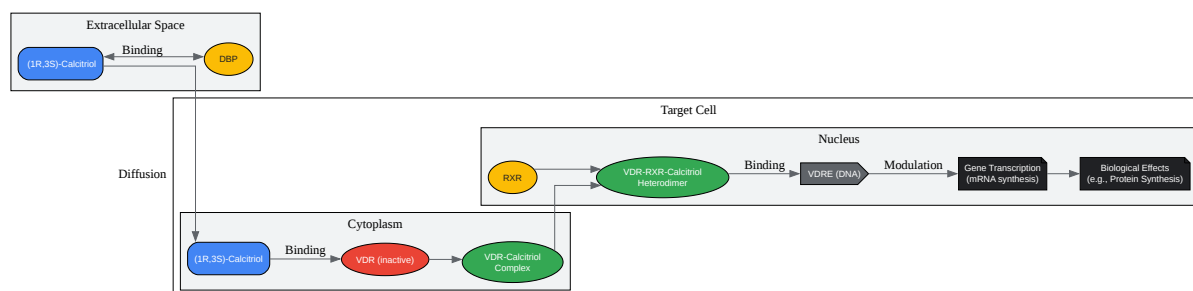 Extracellular Space
(1R,3S)-Calcitriol
Binding
DBP
Target Cell
Diffusion
Nucleus
RXR
VDR-RXR-Calcitriol
Heterodimer
Binding
VDRE (DNA)
Modulation
Gene Transcription
(mRNA synthesis)
Biological Effects
(e.g., Protein Synthesis)
Cytoplasm
(1R,3S)-Calcitriol
Binding
VDR (inactive)
VDR-Calcitriol
Complex